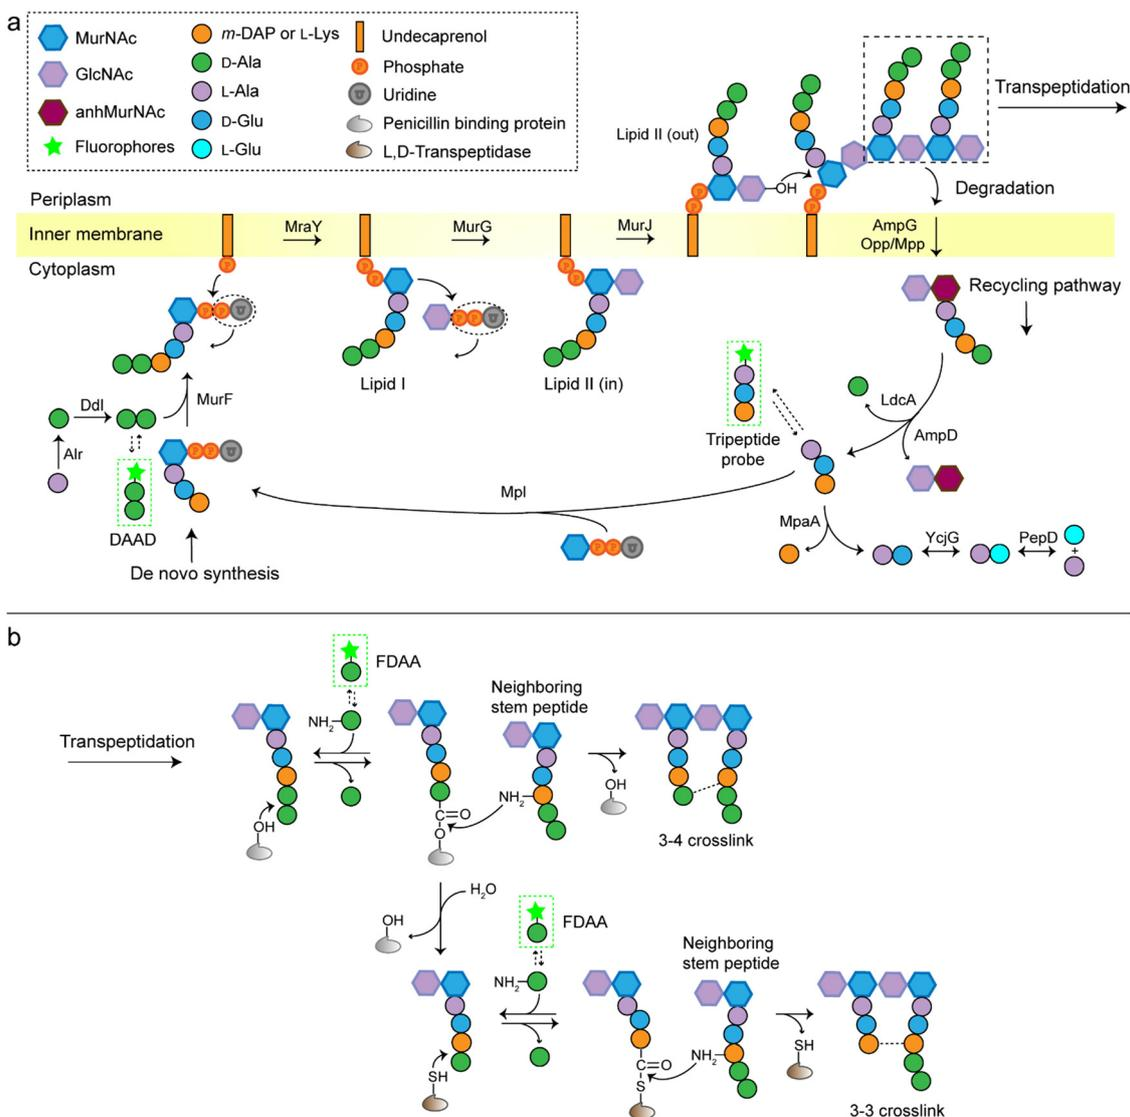 a
MurNAc
GlcNAc
anhMurNAc
Fluorophores
m-DAP or L-Lys
D-Ala
L-Ala
D-Glu
L-Glu
Undecaprenol
P Phosphate
U Uridine
Penicillin binding protein
L,D-Transpeptidase
Lipid II (out)
OH
Transpeptidation
Degradation
Periplasm
Inner membrane
Cytoplasm
MraY
MurG
MurJ
AmpG
Opp/Mpp
P
P
P
P
P
P
P
P
P
P P U
P P U
Lipid I
Lipid II (in)
Recycling pathway
Ddl
MurF
Alr
P P U
DAAD
De novo synthesis
Tripeptide
probe
LdcA
AmpD
Mpl
P P U
MpaA
YcjG
PepD
+
b
FDAA
Transpeptidation
NH2
OH
C=O
O
Neighboring
stem peptide
NH2
OH
3-4 crosslink
H2O
OH
FDAA
NH2
SH
C=O
S
Neighboring
stem peptide
NH2
SH
3-3 crosslink